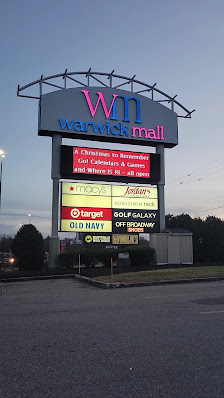 wm
warwick mall
A Christmas to Remember
Go! Calendars & Games
and Where IS RI - all open
macy's
Jordan's
NORDSTROM rack
target
GOLF GALAXY
OLD NAVY
OFF BROADWAY
SHOES